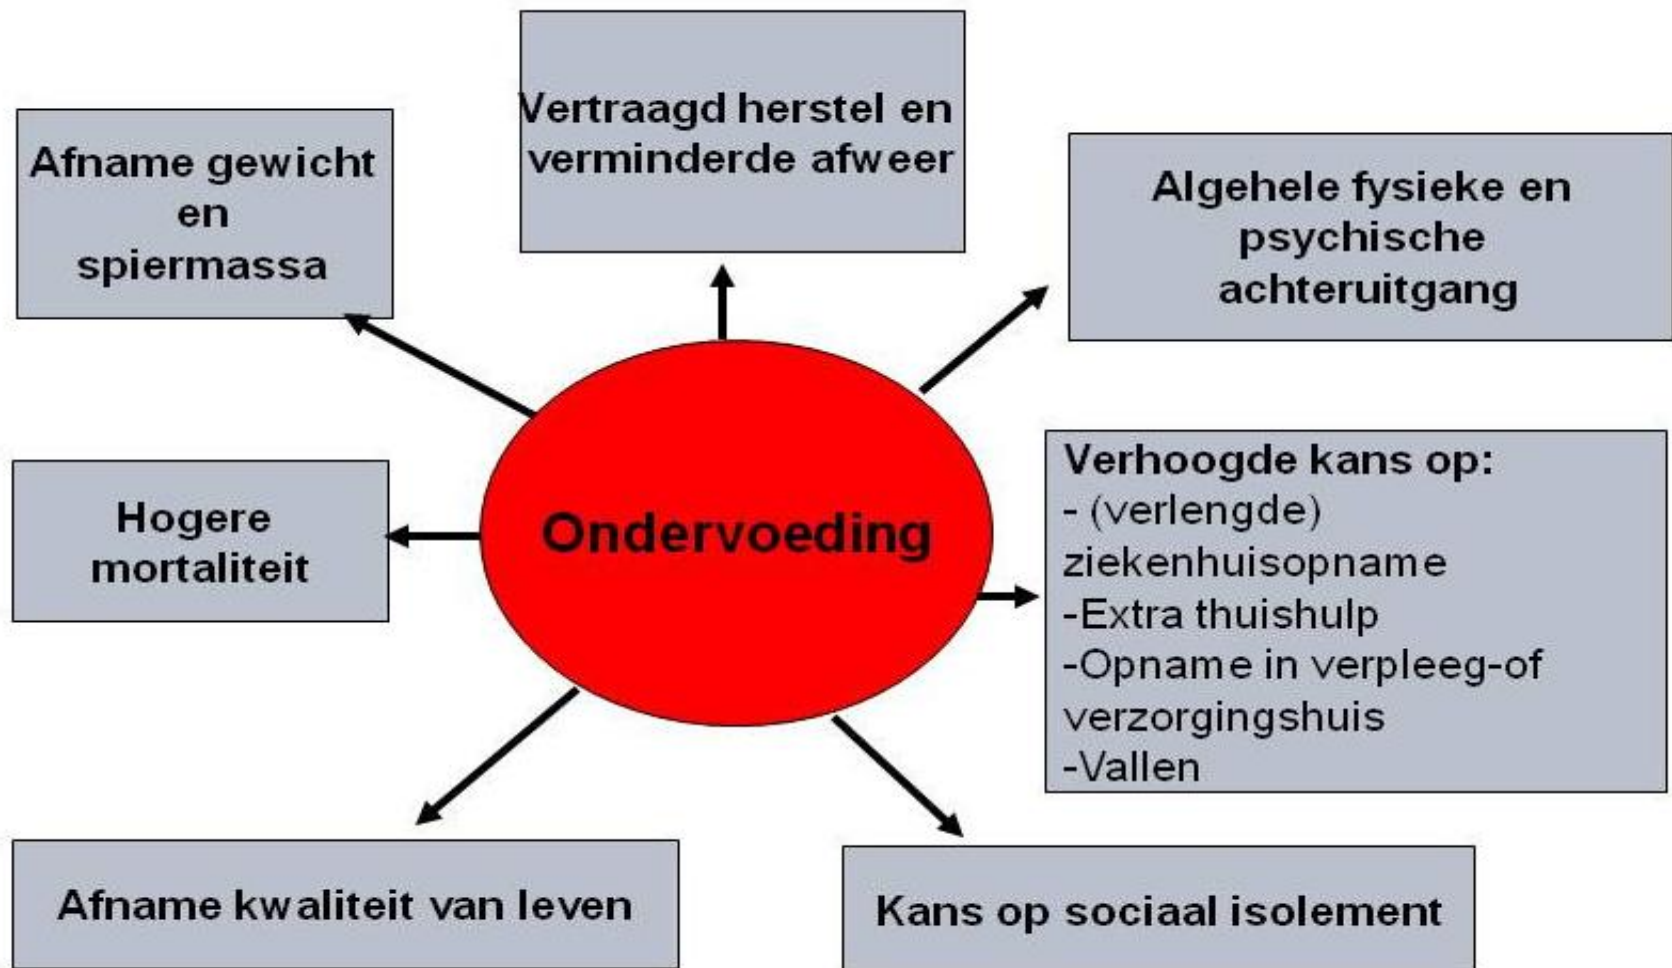 Vertraagd herstel en
verminderde afweer
Afname gewicht
en
spiermassa
Algehele fysieke en
psychische
achteruitgang
Hogere
mortaliteit
Ondervoeding
Verhoogde kans op:
- (verlengde)
ziekenhuisopname
-Extra thuishulp
-Opname in verpleeg-of
verzorgingshuis
-Vallen
Afname kwaliteit van leven
Kans op sociaal isolement